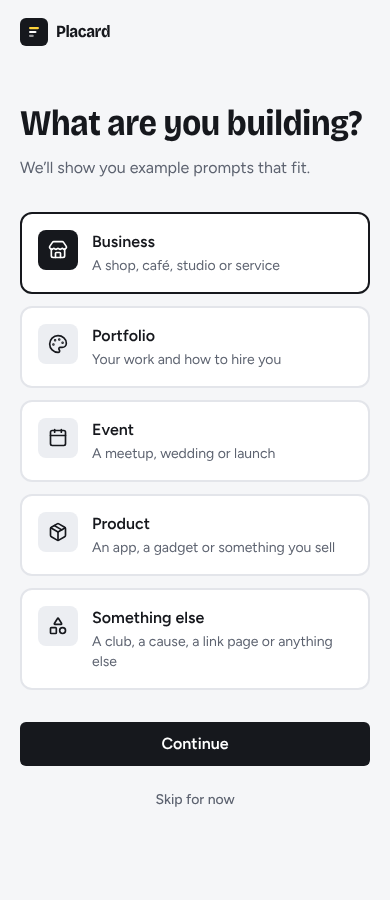 Placard
What are you building?
We’ll show you example prompts that fit.
Business
A shop, café, studio or service
Portfolio
Your work and how to hire you
Event
A meetup, wedding or launch
Product
An app, a gadget or something you sell
Something else
A club, a cause, a link page or anything
else
Continue
Skip for now